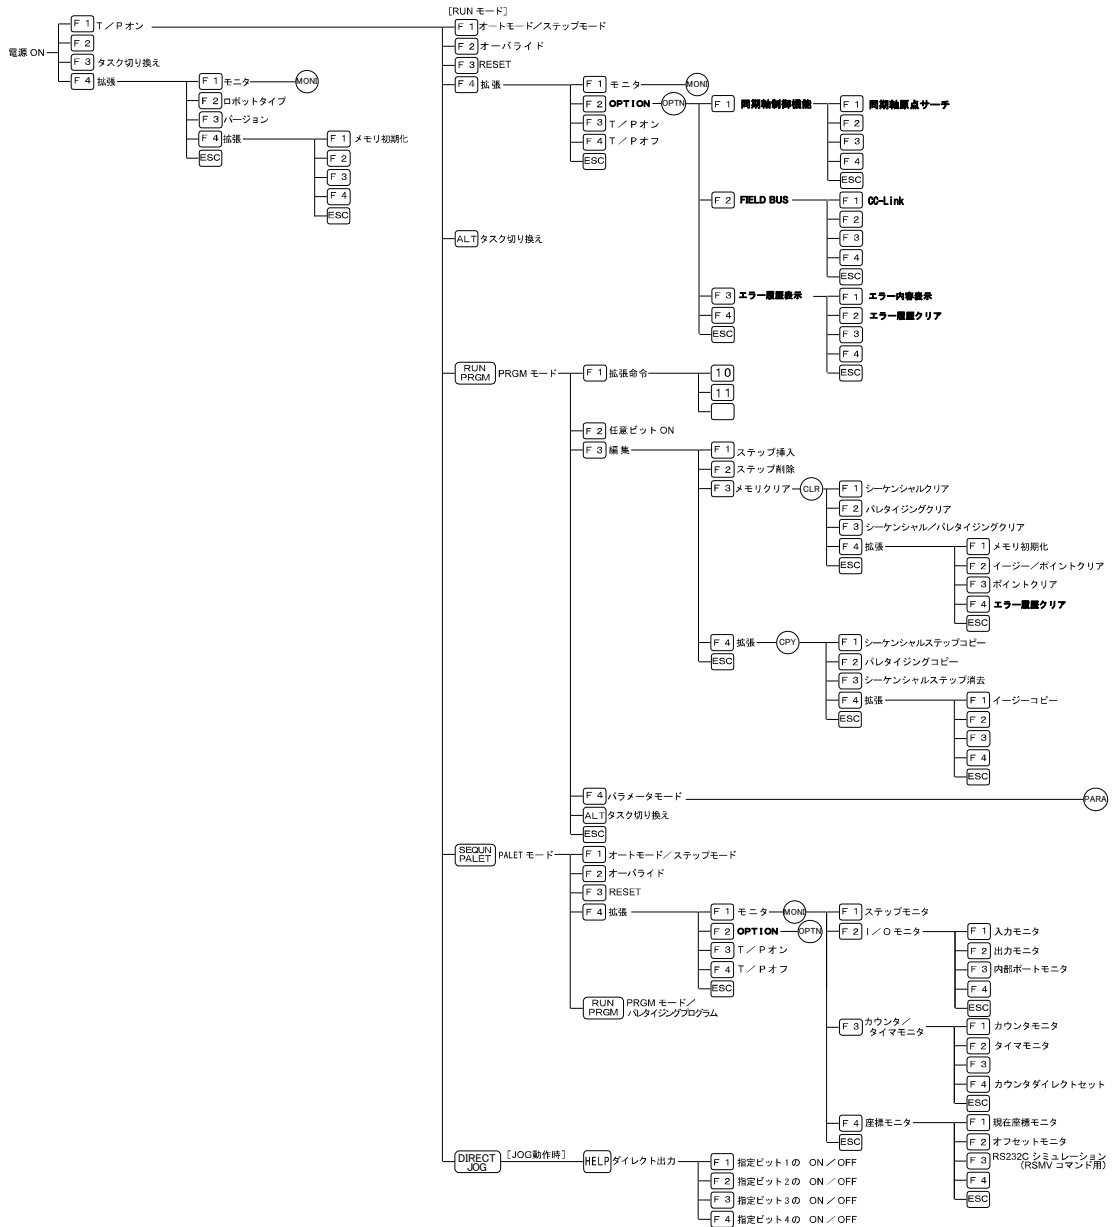 電源 ON
F 1 T／Pオン
F 2
F 3 タスク切り換え
F 4 拡張
F 1 モニタ MONI
F 2 ロボットタイプ
F 3 バージョン
F 4 拡張
ESC
F 1 メモリ初期化
F 2
F 3
F 4
ESC
[RUN モード]
F 1 オートモード／ステップモード
F 2 オーバライド
F 3 RESET
F 4 拡張
F 1 モニタ MONI
F 2 OPTION OPTN
F 3 T／Pオン
F 4 T／Pオフ
ESC
F 1 同期軸制御機能
F 1 同期軸原点サーチ
F 2
F 3
F 4
ESC
F 2 FIELD BUS
F 1 CC-Link
F 2
F 3
F 4
ESC
F 3 エラー履歴表示
F 4
ESC
F 1 エラー内容表示
F 2 エラー履歴クリア
F 3
F 4
ESC
ALT タスク切り換え
RUN
PRGM
PRGM モード
F 1 拡張命令
10
11
F 2 任意ビット ON
F 3 編集
F 1 ステップ挿入
F 2 ステップ削除
F 3 メモリクリア CLR
F 1 シーケンシャルクリア
F 2 パレタイジングクリア
F 3 シーケンシャル／パレタイジングクリア
F 4 拡張
ESC
F 1 メモリ初期化
F 2 イージー／ポイントクリア
F 3 ポイントクリア
F 4 エラー履歴クリア
ESC
F 4 拡張 CPY
ESC
F 1 シーケンシャルステップコピー
F 2 パレタイジングコピー
F 3 シーケンシャルステップ消去
F 4 拡張
ESC
F 1 イージーコピー
F 2
F 3
F 4
ESC
F 4 パラメータモード PARA
ALT タスク切り換え
ESC
SEQUN
PALET
PALET モード
F 1 オートモード／ステップモード
F 2 オーバライド
F 3 RESET
F 4 拡張
F 1 モニタ MONI
F 2 OPTION OPTN
F 3 T／Pオン
F 4 T／Pオフ
ESC
F 1 ステップモニタ
F 2 I／Oモニタ
F 1 入力モニタ
F 2 出力モニタ
F 3 内部ポートモニタ
F 4
ESC
RUN
PRGM
PRGM モード／
パレタイジングプログラム
F 3 カウンタ／
タイマモニタ
F 1 カウンタモニタ
F 2 タイマモニタ
F 3
F 4 カウンタダイレクトセット
ESC
F 4 座標モニタ
ESC
F 1 現在座標モニタ
F 2 オフセットモニタ
F 3 RS232C シミュレーション
(RSMV コマンド用)
F 4
ESC
DIRECT
JOG
[JOG動作時]
HELP ダイレクト出力
F 1 指定ビット1の ON／OFF
F 2 指定ビット2の ON／OFF
F 3 指定ビット3の ON／OFF
F 4 指定ビット4の ON／OFF